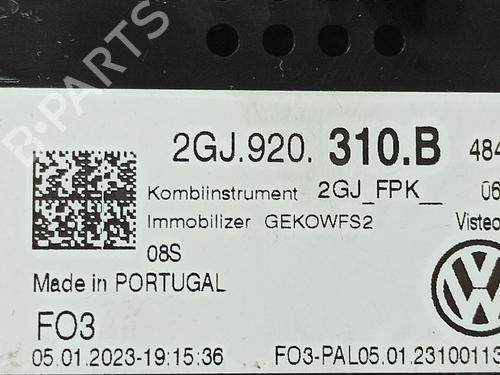 B-PARTS
2GJ.920. 310.B 484
Kombiinstrument 2GJ_FPK__ 06
Immobilizer GEKOWFS2 Visteo
08S
Made in PORTUGAL
FO3
05.01.2023-19:15:36 FO3-PAL05.01.23100113